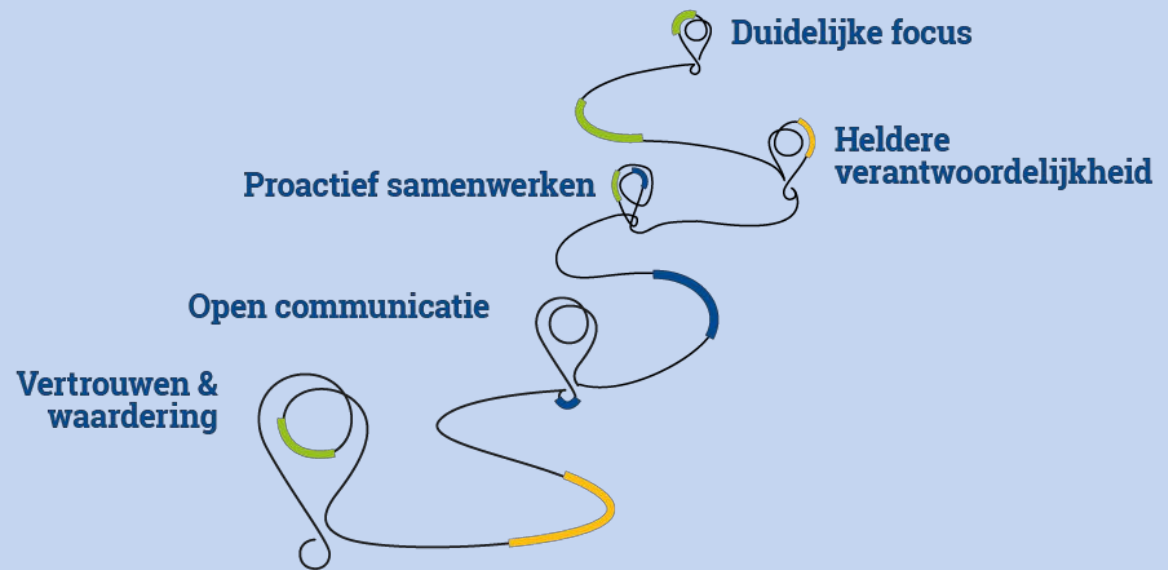 Duidelijke focus
Heldere
verantwoordelijkheid
Proactief samenwerken
Open communicatie
Vertrouwen &
waardering